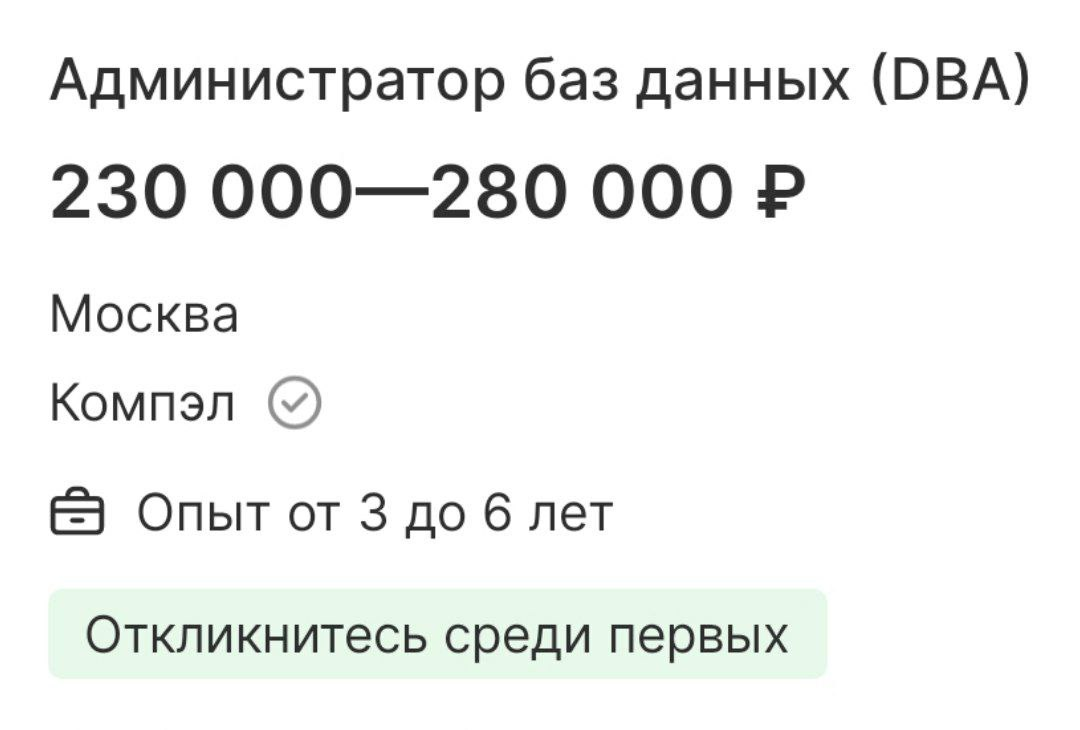 Администратор баз данных (DBA)
230 000—280 000 ₽
Москва
Компэл
Опыт от 3 до 6 лет
Откликнитесь среди первых